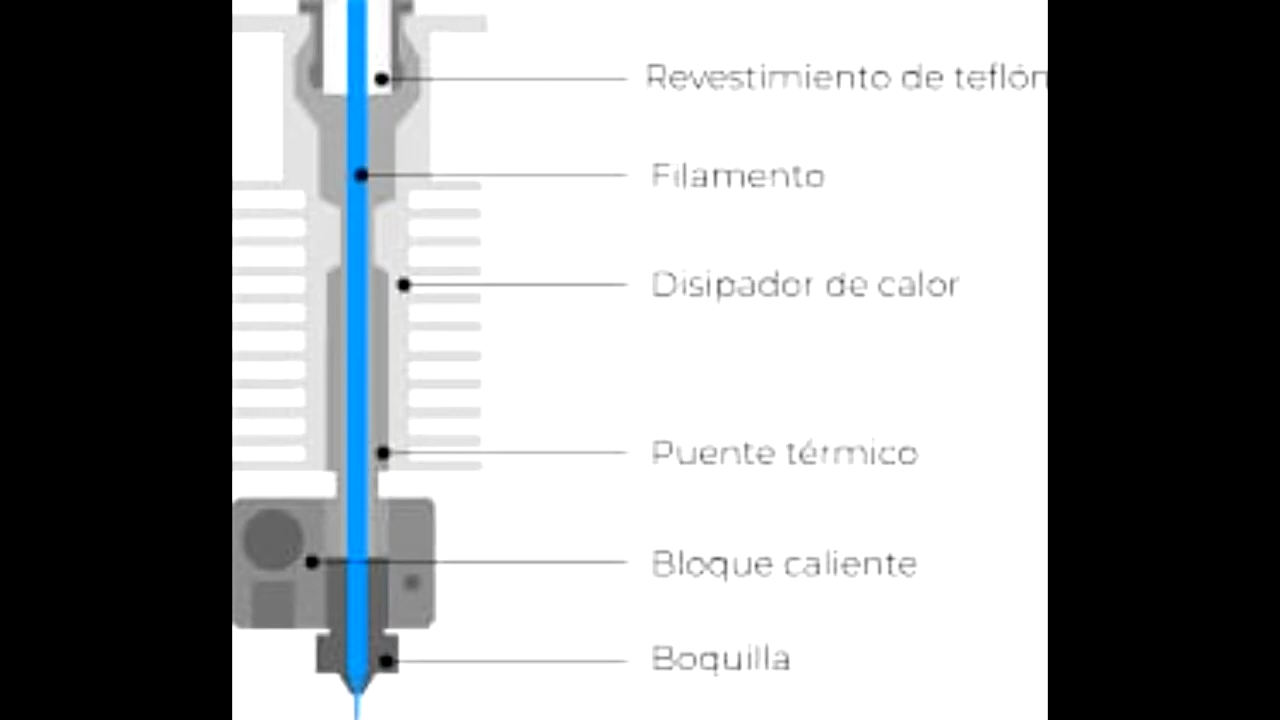 Revestimiento de teflón
Filamento
Disipador de calor
Puente térmico
Bloque caliente
Boquilla